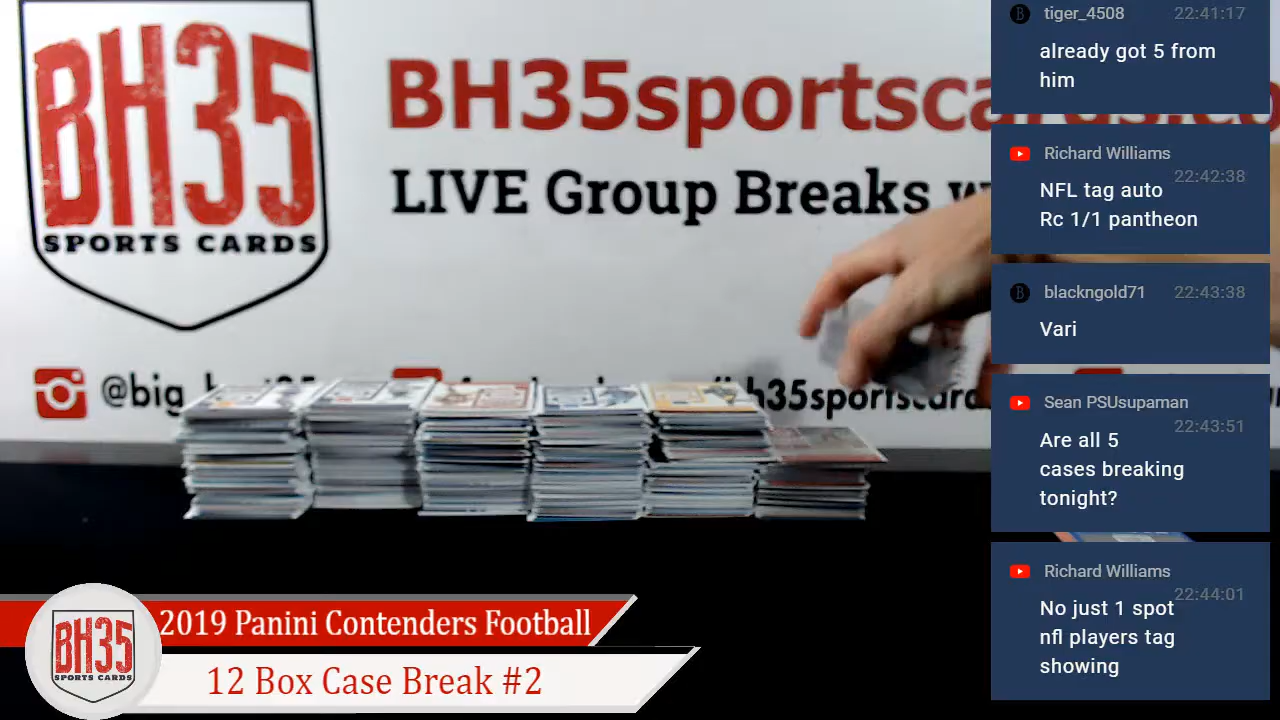 BH35
SPORTS CARDS
BH35sportsca
LIVE Group Breaks
@big_
h35sportscard
tiger_4508 22:41:17
already got 5 from
him
Richard Williams
22:42:38
NFL tag auto
Rc 1/1 pantheon
blackngold71 22:43:38
Vari
Sean PSUsupaman
22:43:51
Are all 5
cases breaking
tonight?
Richard Williams
22:44:01
No just 1 spot
nfl players tag
showing
BH35
SPORTS CARDS
2019 Panini Contenders Football
12 Box Case Break #2